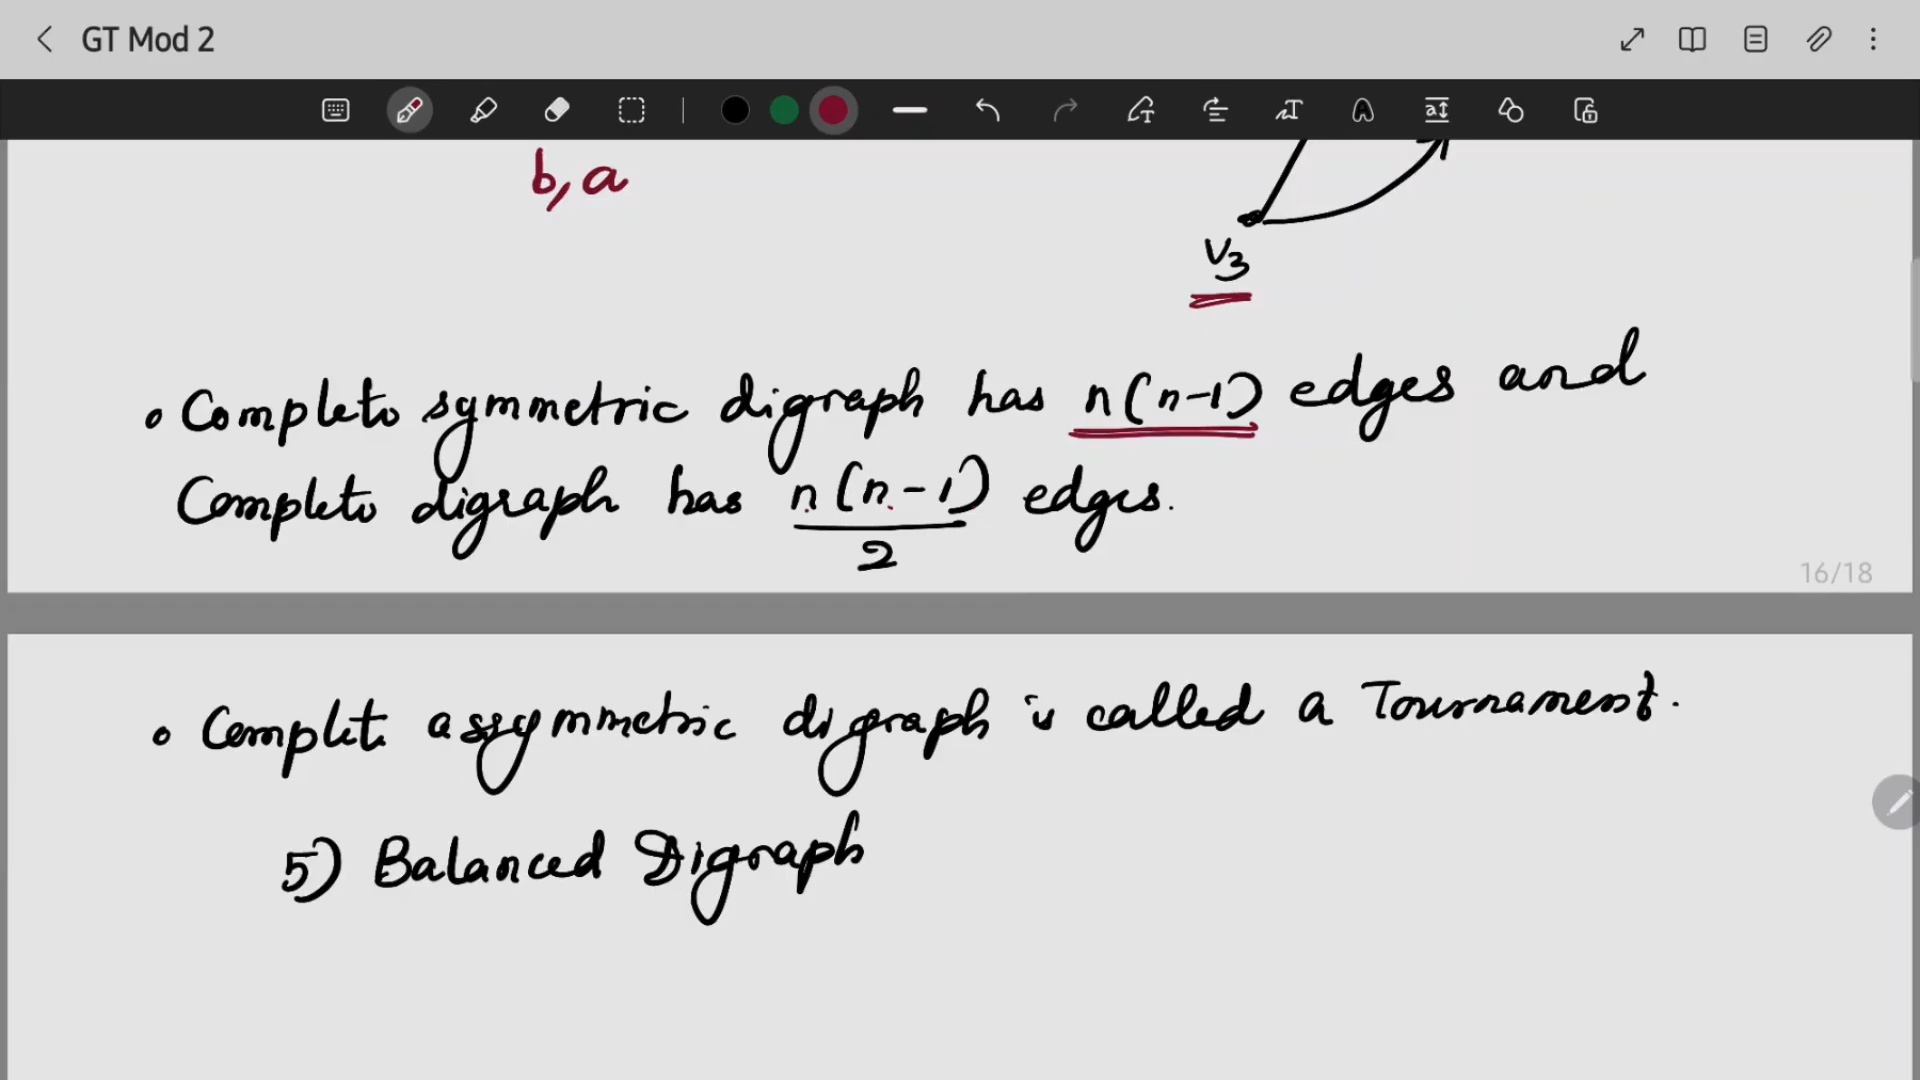 GT Mod 2
b, a
V3
• Complete symmetric digraph has n(n-1) edges and
Complete digraph has n(n-1)/2 edges.
16/18
• Complete assymmetric digraph is called a Tournament.
5) Balanced Digraph